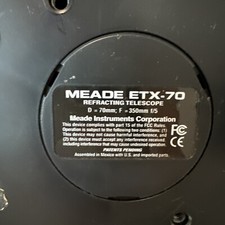 MEADE ETX-70
REFRACTING TELESCOPE
D = 70mm; F = 350mm f/5
Meade Instruments Corporation
This device complies with part 15 of the FCC Rules.
Operation is subject to the following two conditions: (1)
This device may not cause harmful interference, and
(2) this device must accept any interference received,
including interference that may cause undesired operation.
PATENTS PENDING
Assembled in Mexico with U.S. and imported parts.
FC
CE